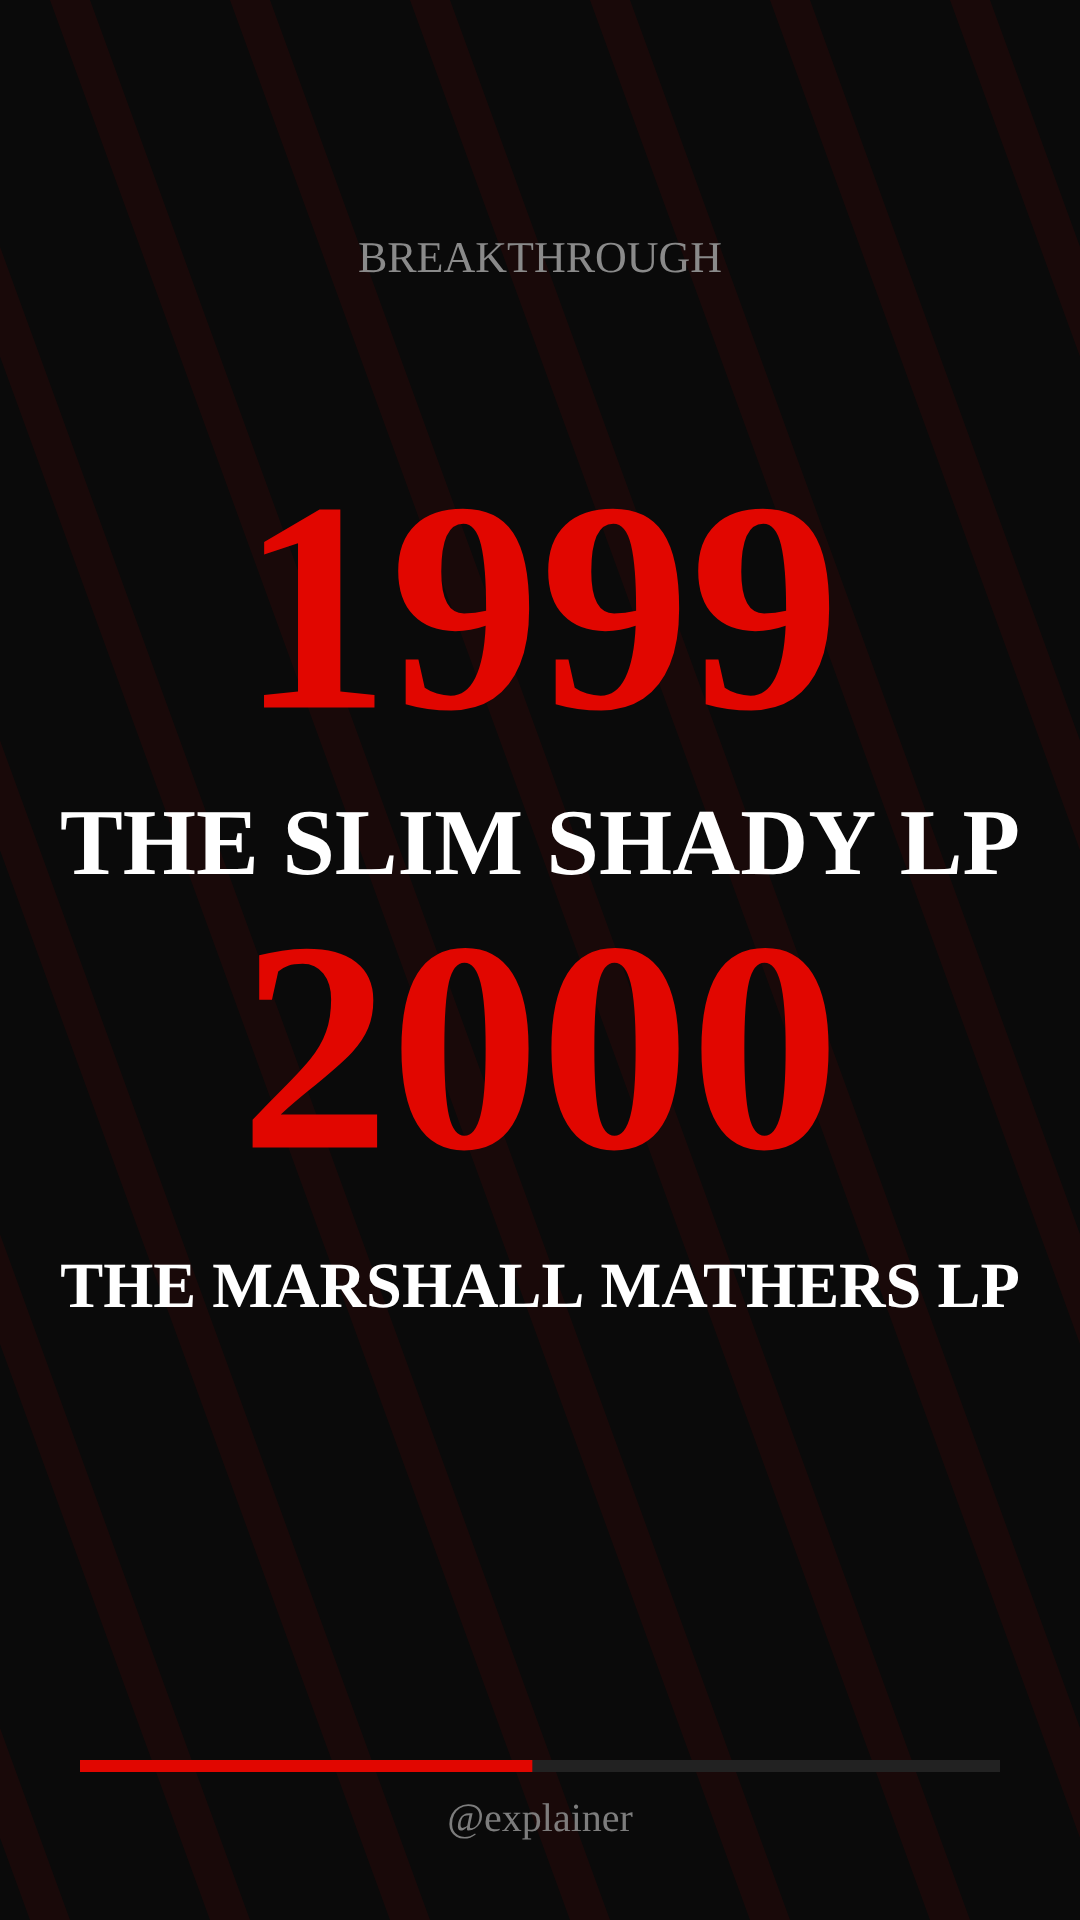 BREAKTHROUGH
1999
THE SLIM SHADY LP
2000
THE MARSHALL MATHERS LP
@explainer